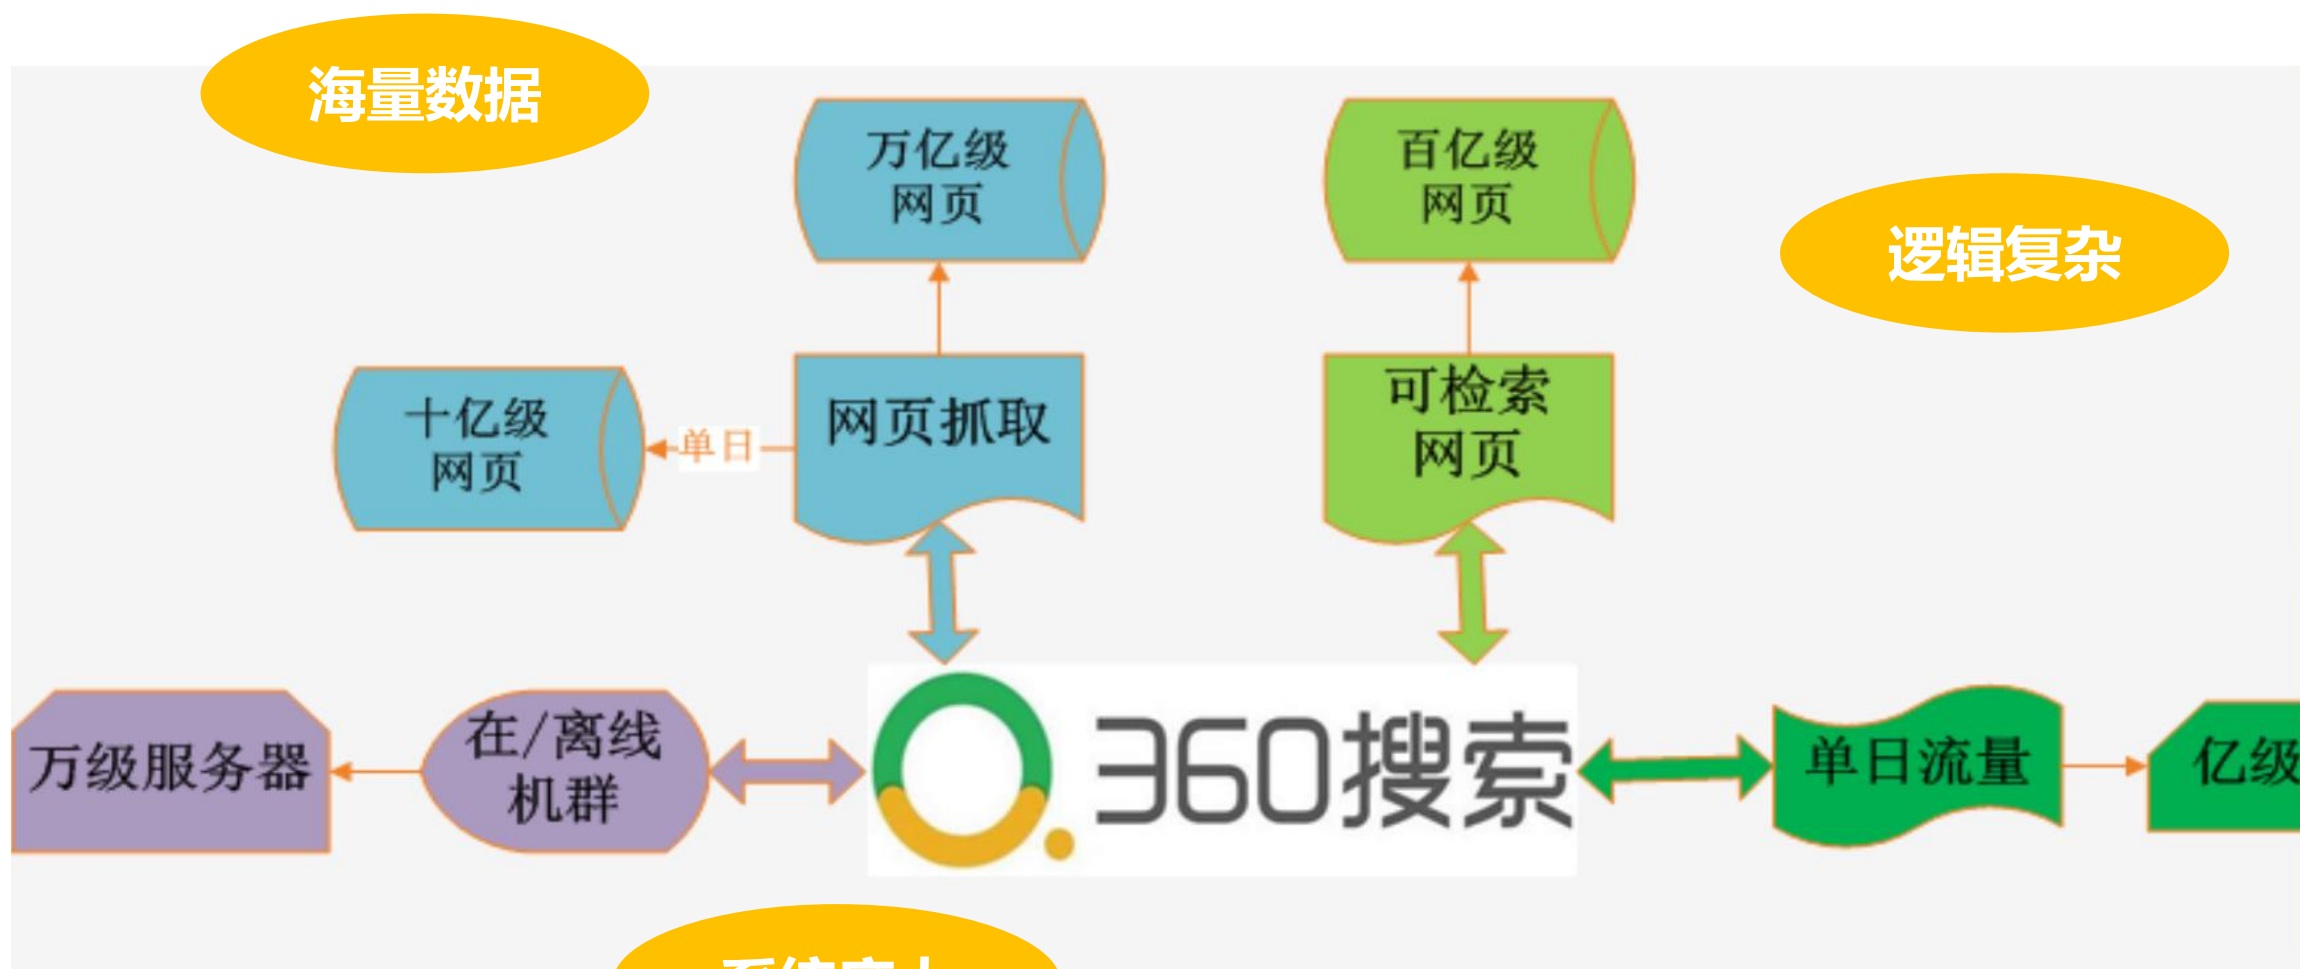 海量数据
万亿级
网页
百亿级
网页
逻辑复杂
十亿级
网页
单日
网页抓取
可检索
网页
万级服务器
在/离线
机群
360搜索
单日流量
亿级